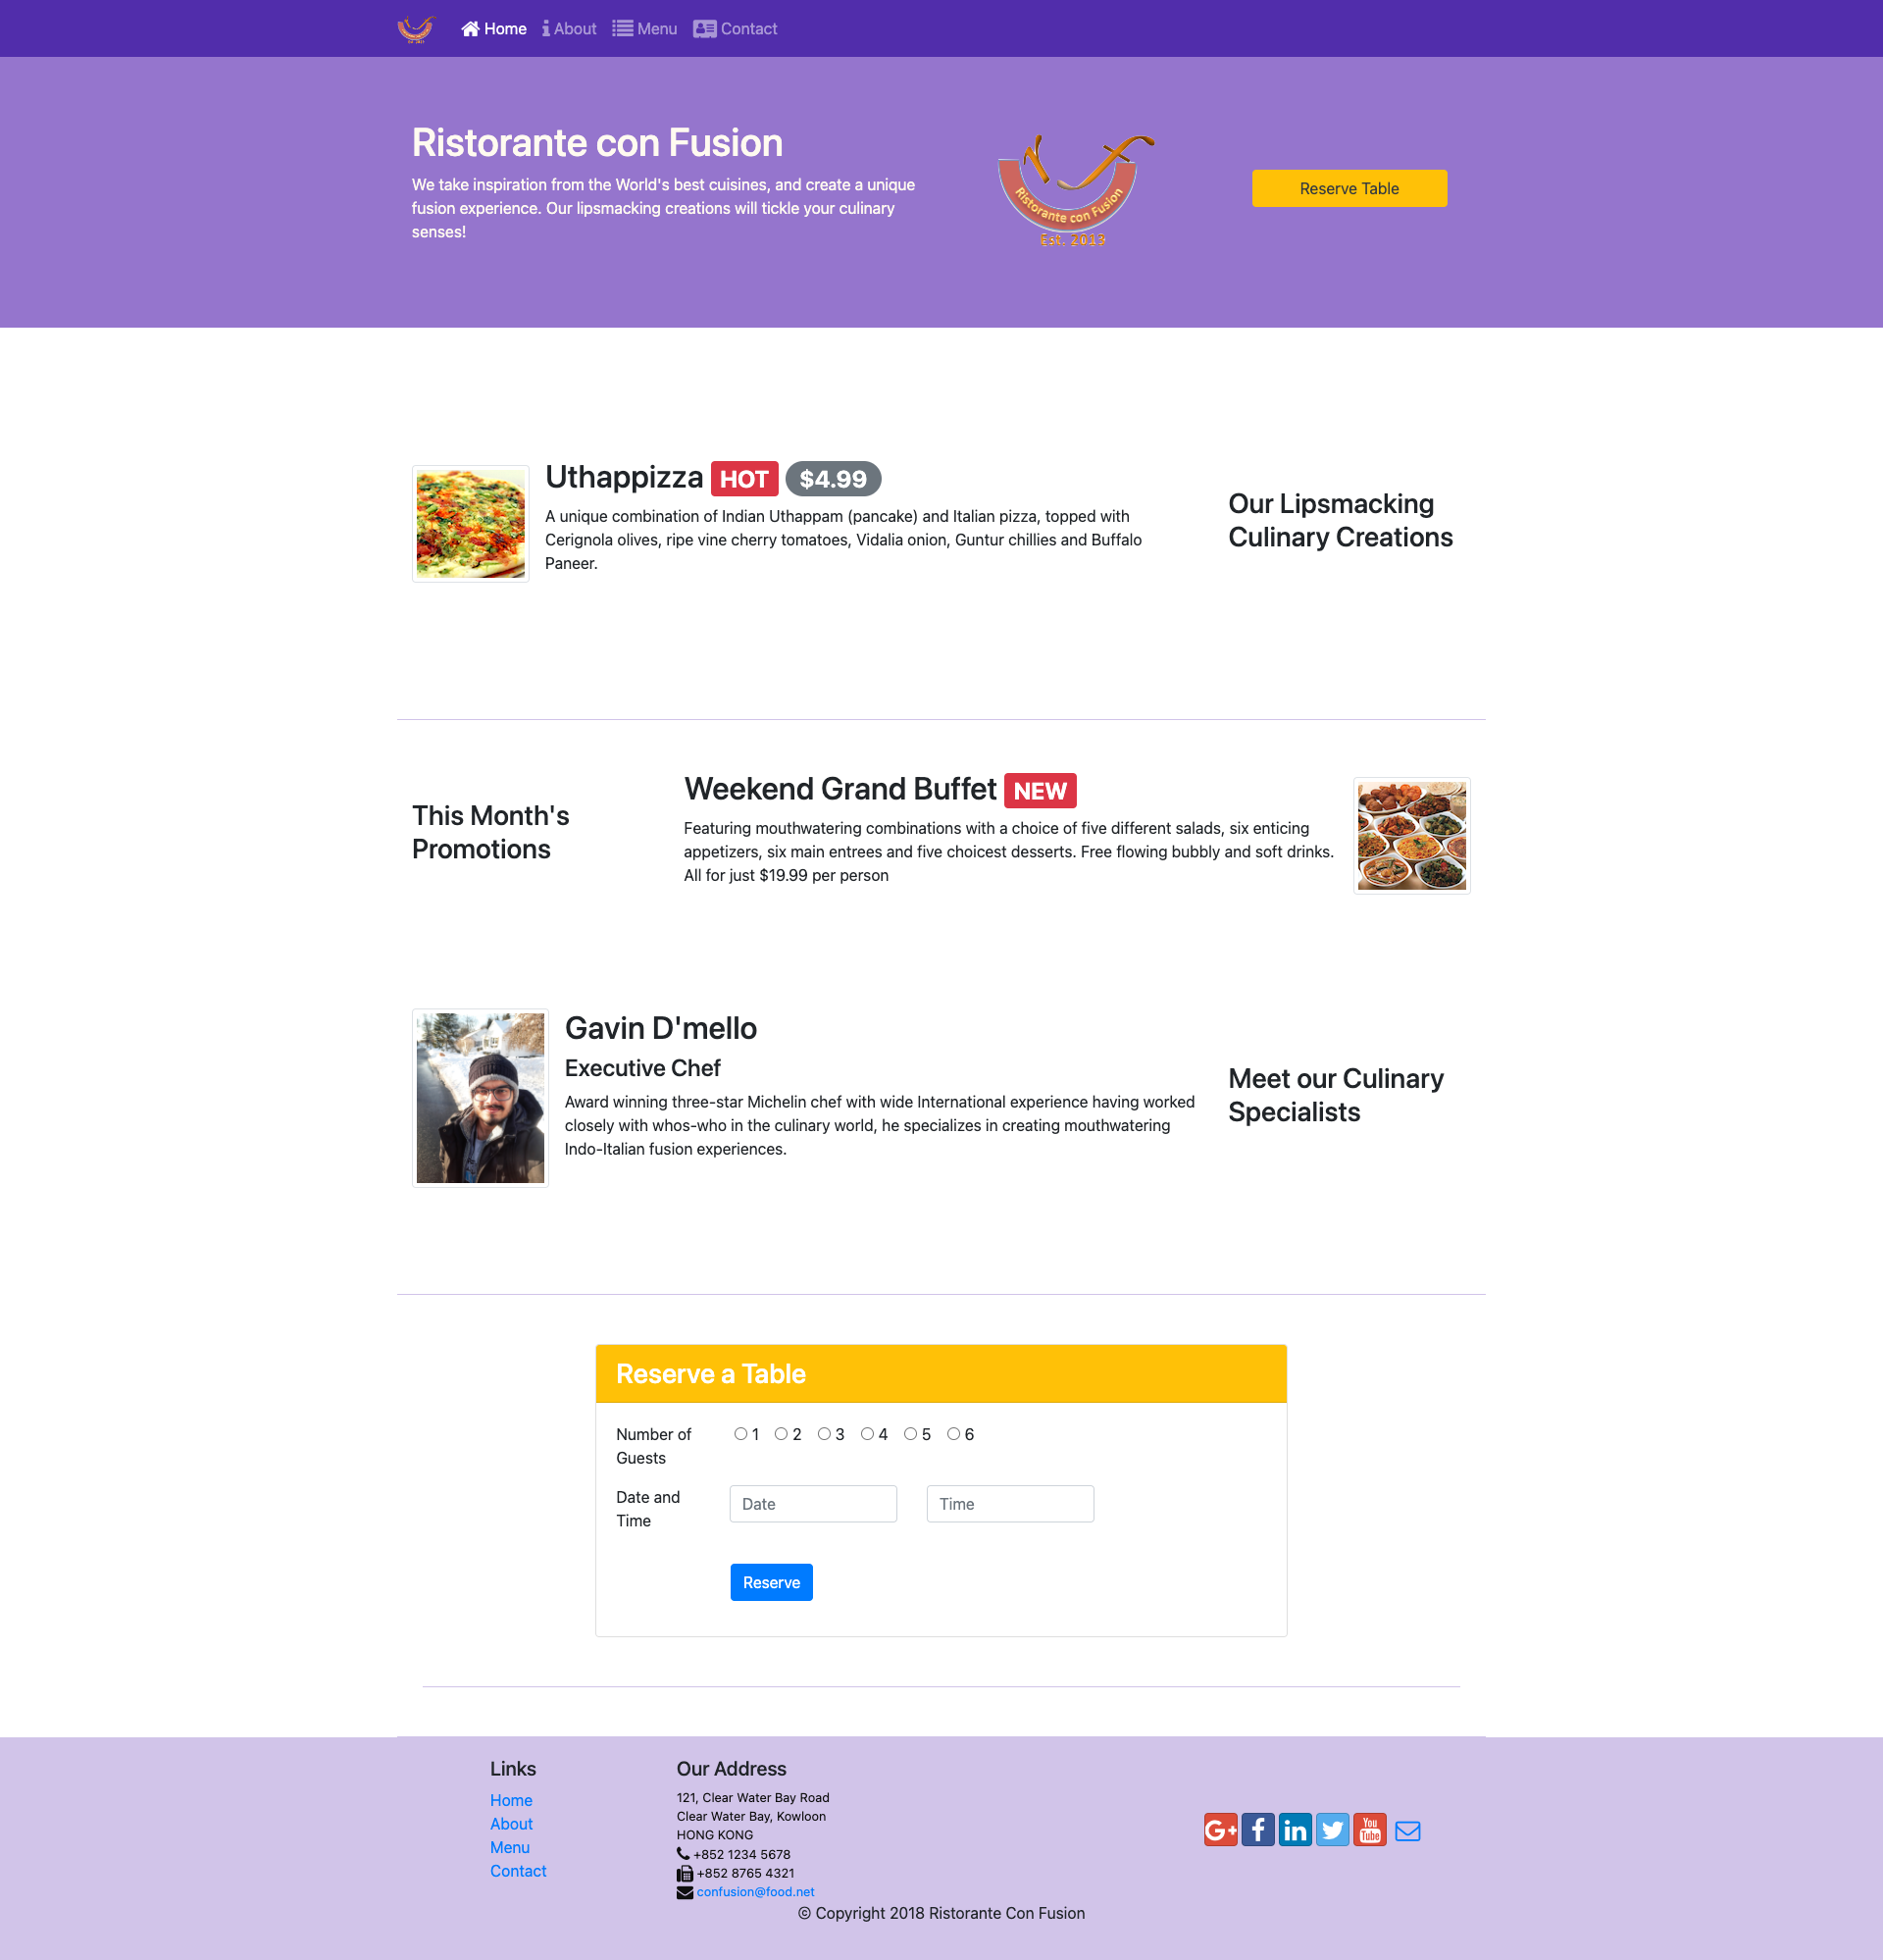 Home About Menu Contact
Ristorante con Fusion
We take inspiration from the World's best cuisines, and create a unique
fusion experience. Our lipsmacking creations will tickle your culinary
senses!
Ristorante con Fusion
Est. 2013
Reserve Table
Uthappizza HOT $4.99
A unique combination of Indian Uthappam (pancake) and Italian pizza, topped with
Cerignola olives, ripe vine cherry tomatoes, Vidalia onion, Guntur chillies and Buffalo
Paneer.
Our Lipsmacking
Culinary Creations
This Month's
Promotions
Weekend Grand Buffet NEW
Featuring mouthwatering combinations with a choice of five different salads, six enticing
appetizers, six main entrees and five choicest desserts. Free flowing bubbly and soft drinks.
All for just $19.99 per person
Gavin D'mello
Executive Chef
Award winning three-star Michelin chef with wide International experience having worked
closely with whos-who in the culinary world, he specializes in creating mouthwatering
Indo-Italian fusion experiences.
Meet our Culinary
Specialists
Reserve a Table
Number of
Guests
1 2 3 4 5 6
Date and
Time
Date Time
Reserve
Links
Home
About
Menu
Contact
Our Address
121, Clear Water Bay Road
Clear Water Bay, Kowloon
HONG KONG
+852 1234 5678
+852 8765 4321
confusion@food.net
G+ f in You Tube
© Copyright 2018 Ristorante Con Fusion